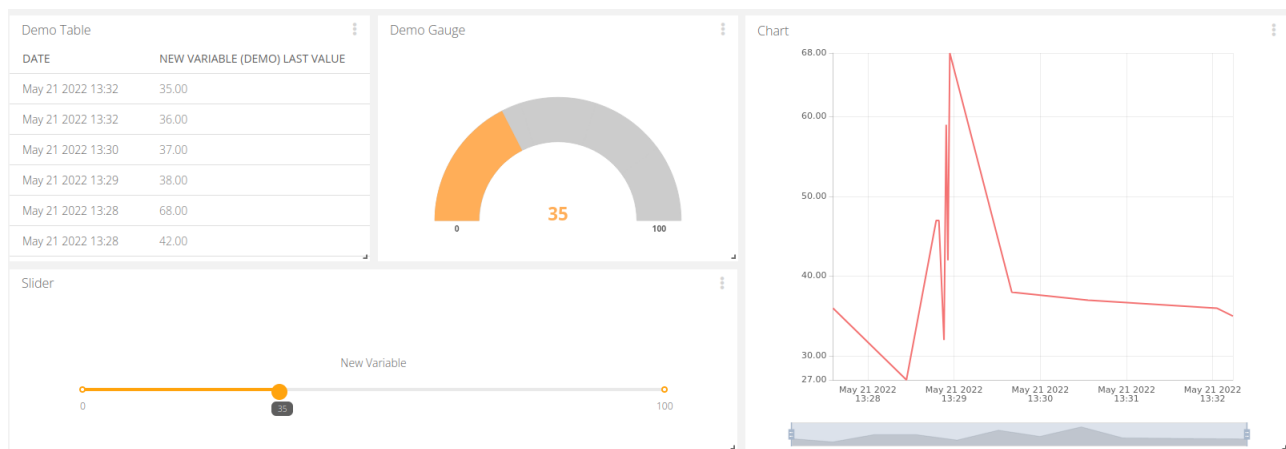 Demo Table
DATE NEW VARIABLE (DEMO) LAST VALUE
May 21 2022 13:32 35.00
May 21 2022 13:32 36.00
May 21 2022 13:30 37.00
May 21 2022 13:29 38.00
May 21 2022 13:28 68.00
May 21 2022 13:28 42.00
Demo Gauge
35
0 100
Slider
New Variable
0 100
35
Chart
68.00
60.00
50.00
40.00
30.00
27.00
May 21 2022 May 21 2022 May 21 2022 May 21 2022 May 21 2022
13:28 13:29 13:30 13:31 13:32